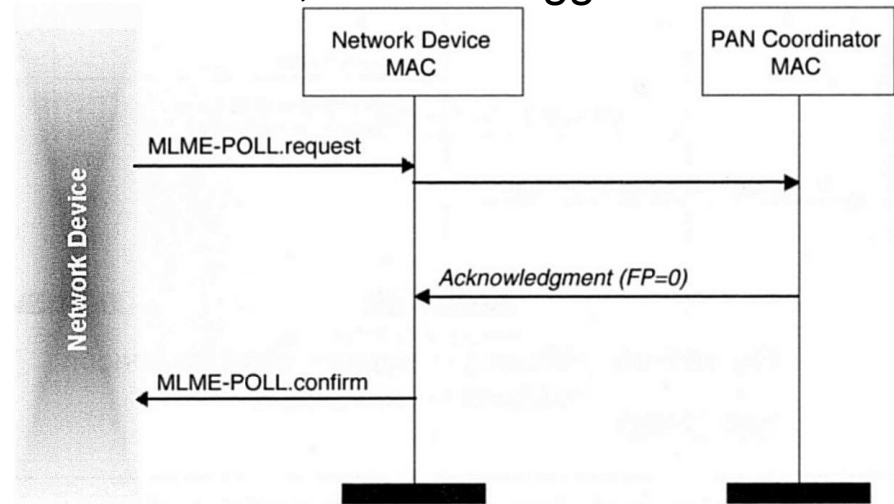 Network Device
MAC
PAN Coordinator
MAC
MLME-POLL.request
Network Device
Acknowledgment (FP=0)
MLME-POLL.confirm